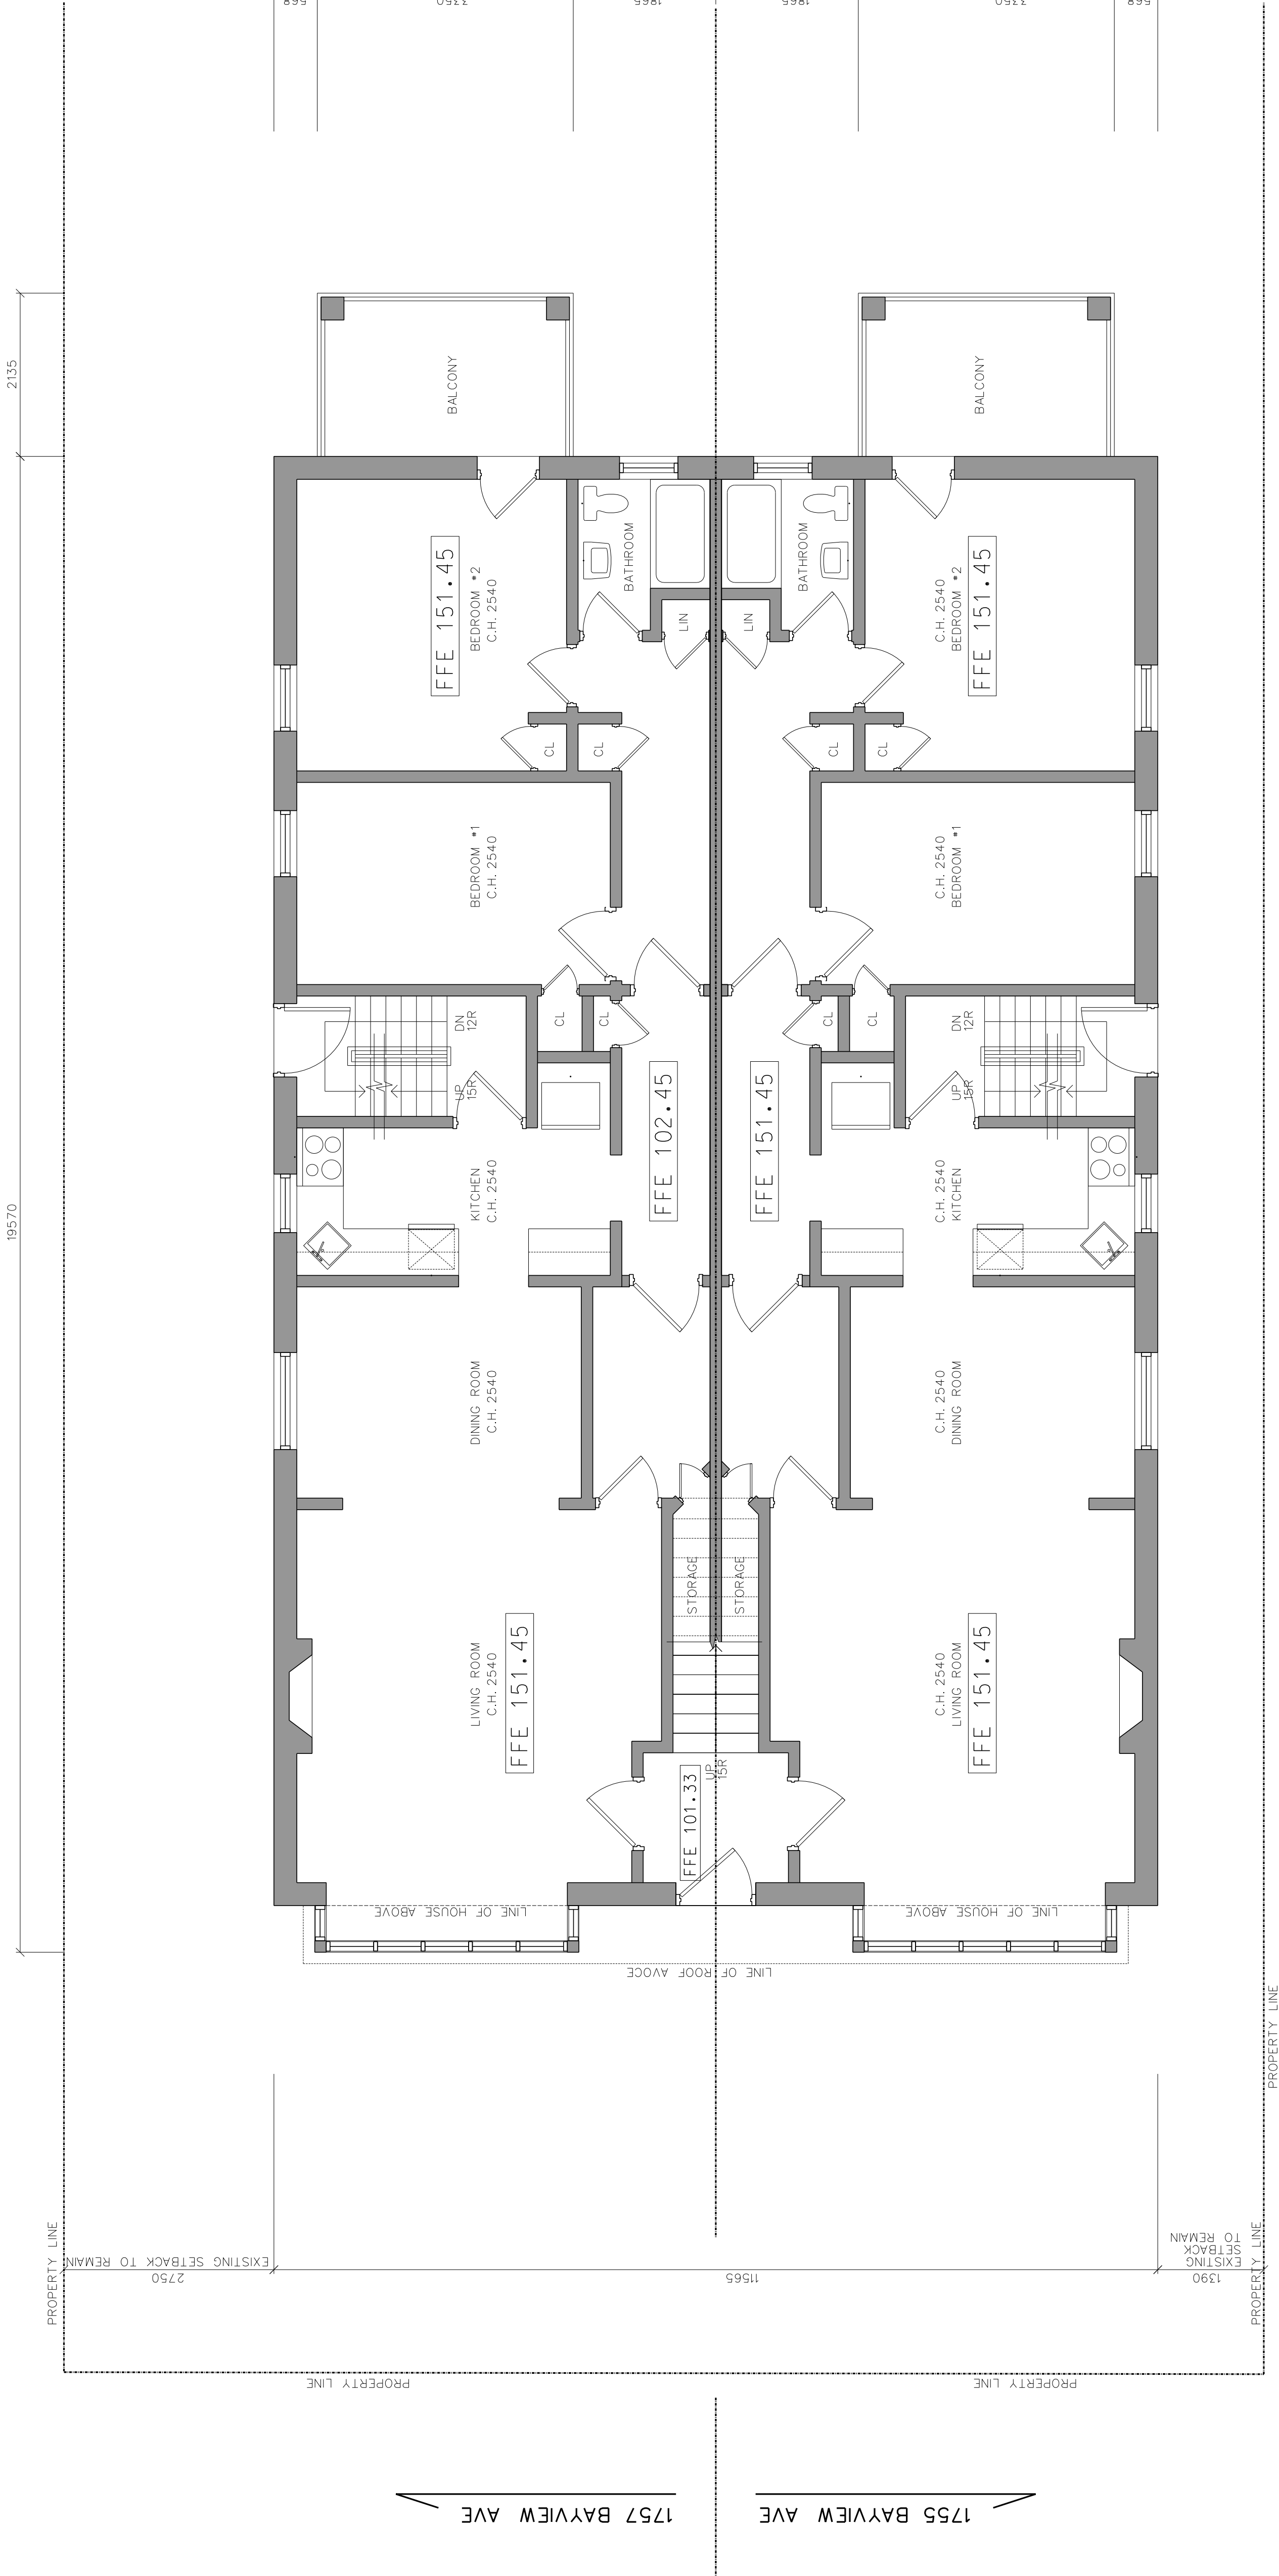 568
3350
1865
1865
3350
568
2135
BALCONY
BALCONY
FFE 151.45
BEDROOM #2
C.H. 2540
BATHROOM
LIN
LIN
BATHROOM
C.H. 2540
BEDROOM #2
FFE 151.45
CL
CL
CL
CL
BEDROOM #1
C.H. 2540
C.H. 2540
BEDROOM #1
DN
12R
UP
15R
CL
CL
CL
CL
DN
12R
UP
15R
FFE 102.45
FFE 151.45
19570
KITCHEN
C.H. 2540
C.H. 2540
KITCHEN
DINING ROOM
C.H. 2540
C.H. 2540
DINING ROOM
STORAGE
STORAGE
LIVING ROOM
C.H. 2540
FFE 151.45
C.H. 2540
LIVING ROOM
FFE 151.45
FFE 101.33
UP
15R
LINE OF HOUSE ABOVE
LINE OF HOUSE ABOVE
LINE OF ROOF AVOCE
PROPERTY LINE
PROPERTY LINE
EXISTING SETBACK TO REMAIN
2750
11565
EXISTING
SETBACK
TO REMAIN
1390
PROPERTY LINE
PROPERTY LINE
PROPERTY LINE
1757 BAYVIEW AVE
1755 BAYVIEW AVE